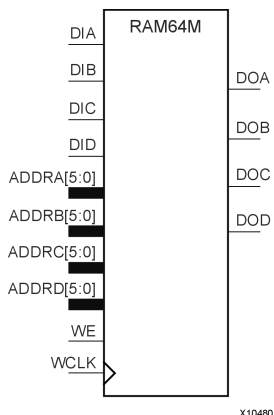 RAM64M
DIA
DIB
DIC
DID
ADDRA[5:0]
ADDRB[5:0]
ADDRC[5:0]
ADDRD[5:0]
WE
WCLK
DOA
DOB
DOC
DOD
X10480